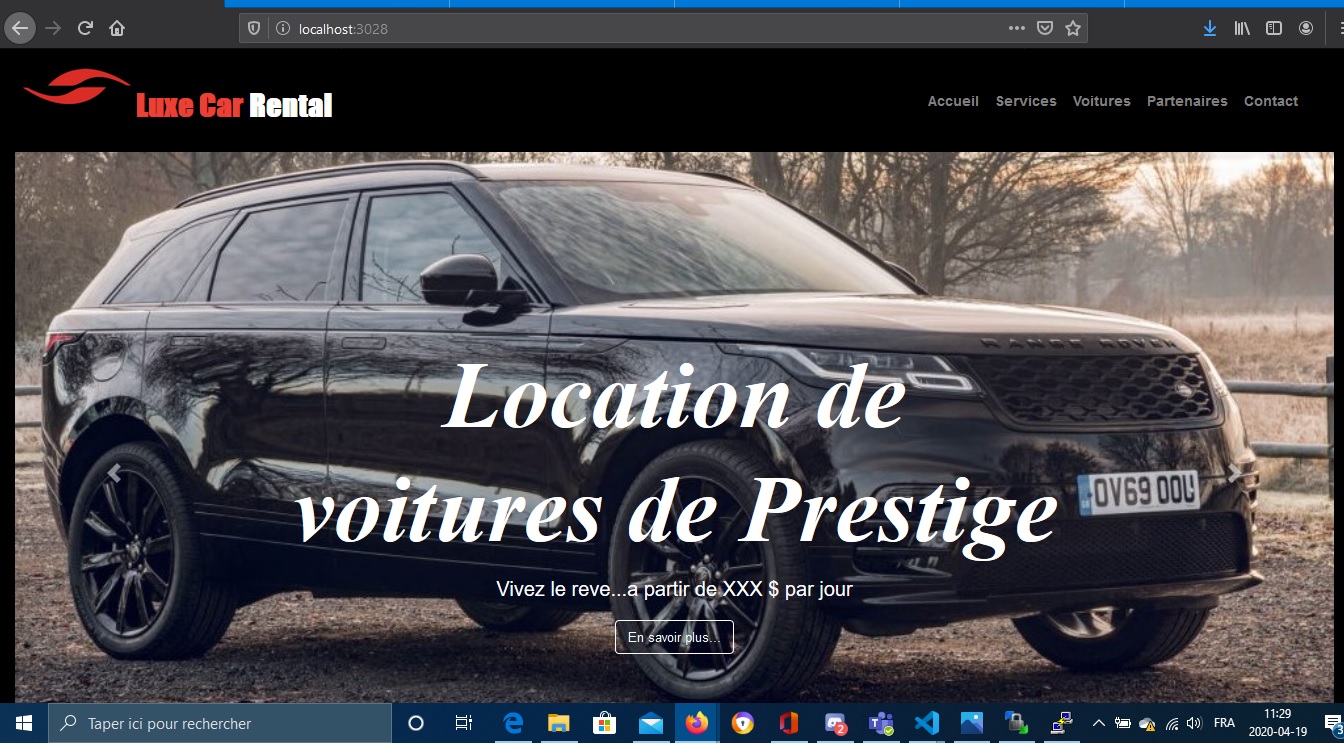 localhost:3028
Luxe Car Rental
Accueil Services Voitures Partenaires Contact
RANGE ROVER
Location de
voitures de Prestige
OV69 OOU
Vivez le reve...a partir de XXX $ par jour
En savoir plus...
Taper ici pour rechercher
2
FRA
11:29
2020-04-19